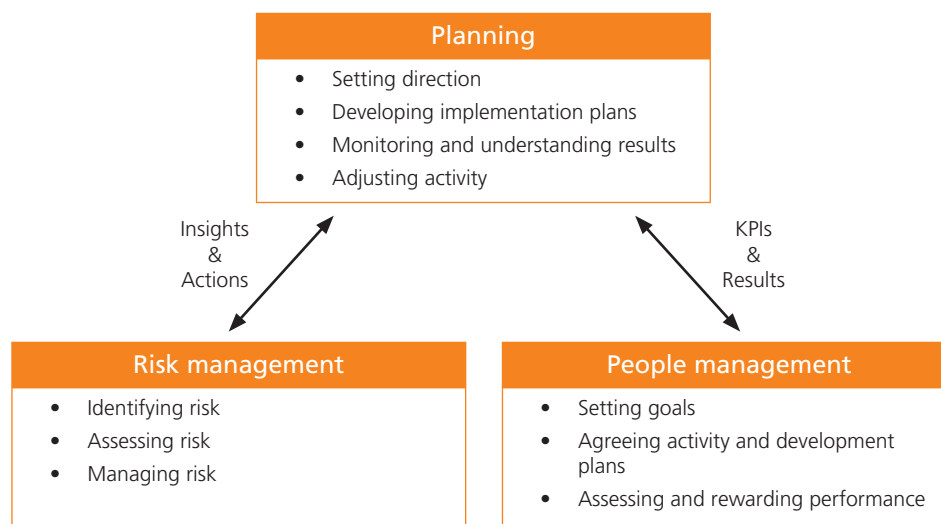 Planning
• Setting direction
• Developing implementation plans
• Monitoring and understanding results
• Adjusting activity
Insights
&
Actions
KPIs
&
Results
Risk management
• Identifying risk
• Assessing risk
• Managing risk
People management
• Setting goals
• Agreeing activity and development
plans
• Assessing and rewarding performance